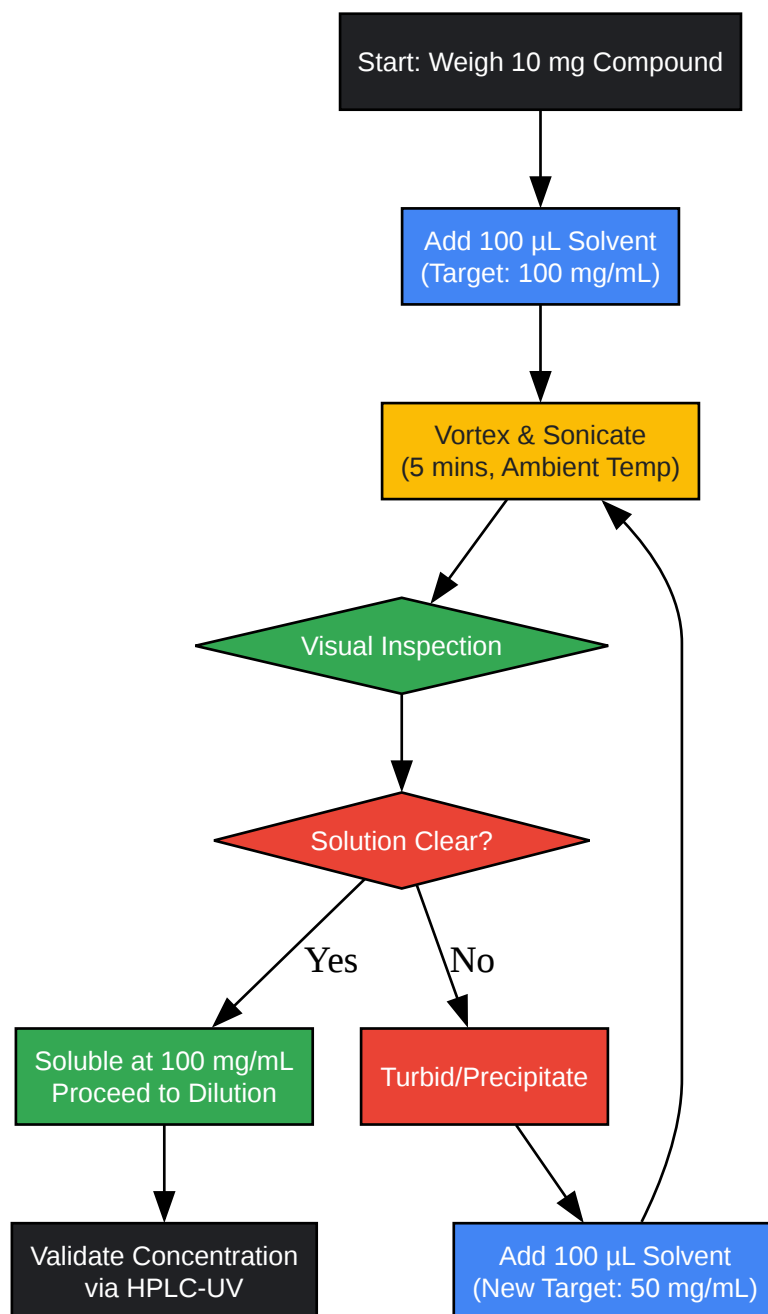 Start: Weigh 10 mg Compound
Add 100 µL Solvent
(Target: 100 mg/mL)
Vortex & Sonicate
(5 mins, Ambient Temp)
Visual Inspection
Solution Clear?
Yes
No
Soluble at 100 mg/mL
Proceed to Dilution
Turbid/Precipitate
Validate Concentration
via HPLC-UV
Add 100 µL Solvent
(New Target: 50 mg/mL)